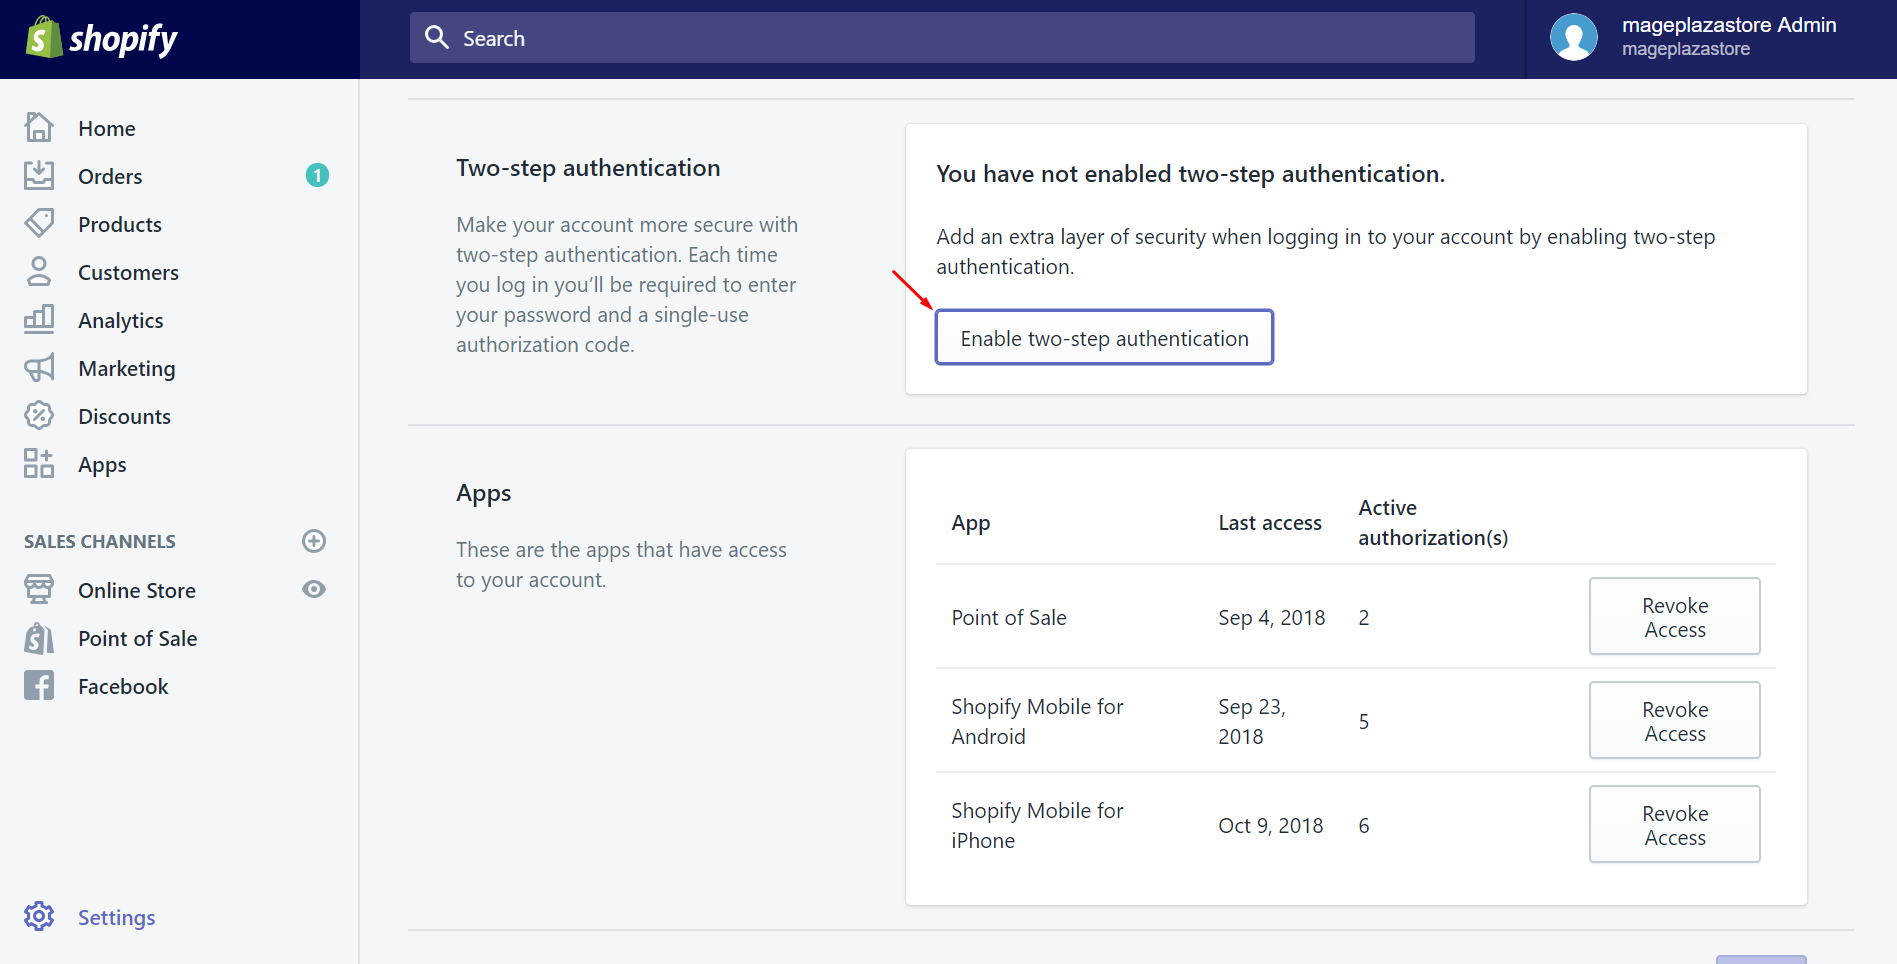 shopify
Search
mageplazastore Admin
mageplazastore
Home
Orders
1
Products
Customers
Analytics
Marketing
Discounts
Apps
SALES CHANNELS
Online Store
Point of Sale
Facebook
Settings
Two-step authentication
Make your account more secure with
two-step authentication. Each time
you log in you’ll be required to enter
your password and a single-use
authorization code.
You have not enabled two-step authentication.
Add an extra layer of security when logging in to your account by enabling two-step
authentication.
Enable two-step authentication
Apps
These are the apps that have access
to your account.
App
Last access
Active
authorization(s)
Point of Sale
Sep 4, 2018
2
Revoke
Access
Shopify Mobile for
Android
Sep 23,
2018
5
Revoke
Access
Shopify Mobile for
iPhone
Oct 9, 2018
6
Revoke
Access